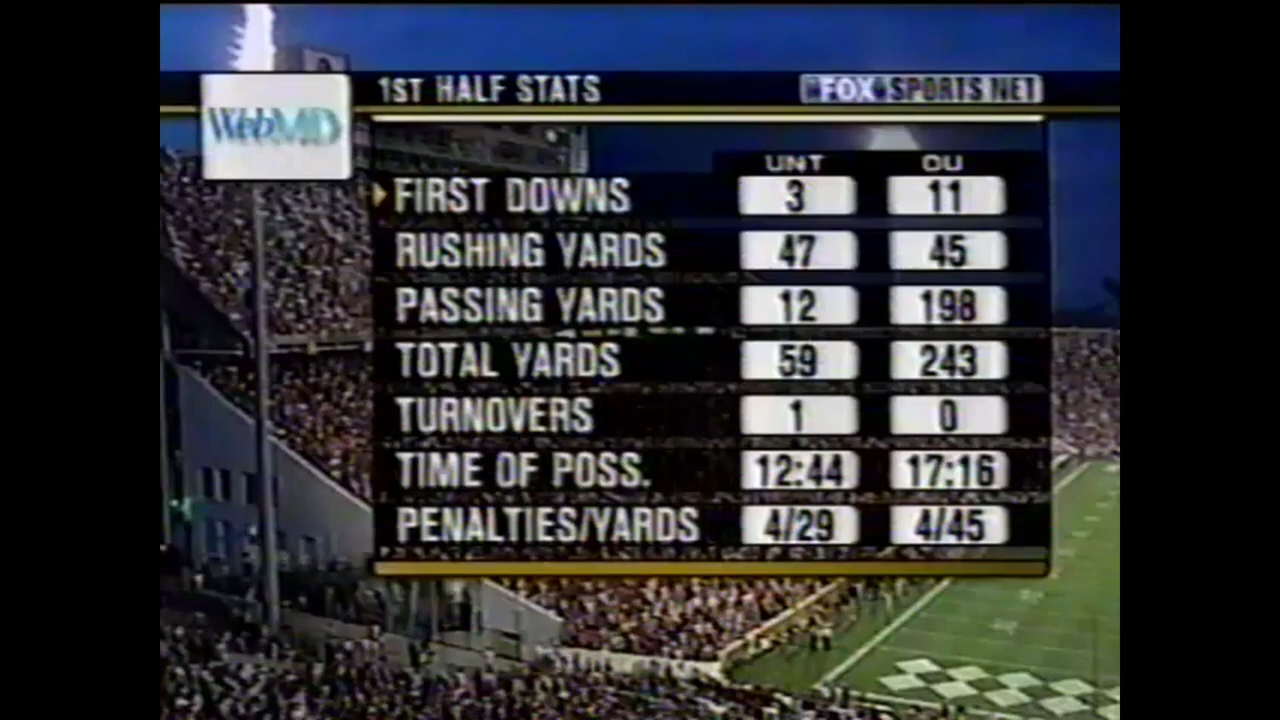 1ST HALF STATS FOX SPORTS NET
WebMD
UNT OU
FIRST DOWNS 3 11
RUSHING YARDS 47 45
PASSING YARDS 12 198
TOTAL YARDS 59 243
TURNOVERS 1 0
TIME OF POSS. 12:44 17:16
PENALTIES/YARDS 4/29 4/45